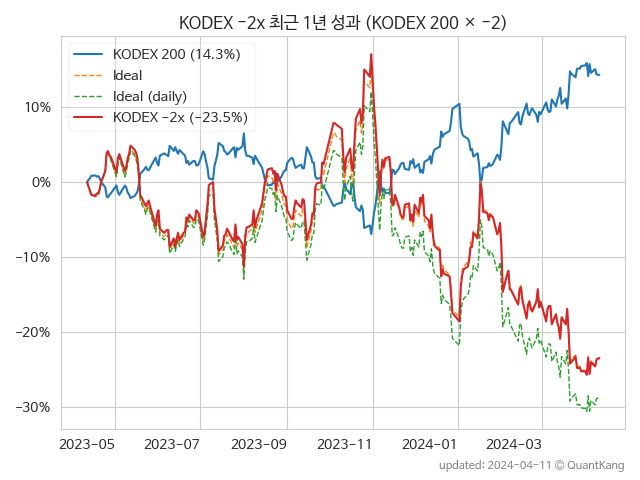 KODEX -2x 최근 1년 성과 (KODEX 200 × -2)
KODEX 200 (14.3%)
Ideal
Ideal (daily)
KODEX -2x (-23.5%)
10%
0%
-10%
-20%
-30%
2023-05 2023-07 2023-09 2023-11 2024-01 2024-03
updated: 2024-04-11 © QuantKang